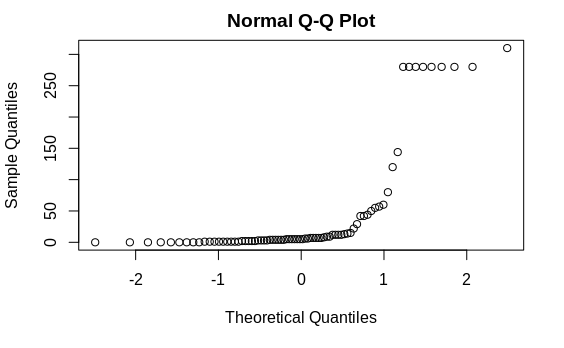 Normal Q-Q Plot
Sample Quantiles
250
150
50
0
-2 -1 0 1 2
Theoretical Quantiles